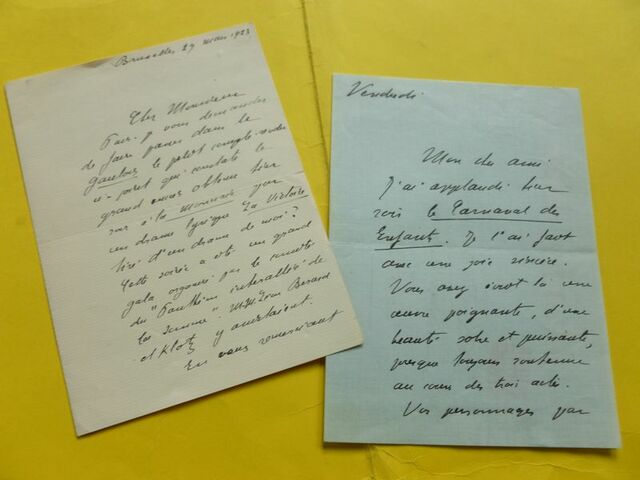 Bruxelles, 29 mars 1923
Cher Monsieur
Puis-je vous demander
de faire passer dans le
gaulois le petit compte-rendu
ci-joint qui constate le
grand succès obtenu hier
soir à la monnaie par
un drame lyrique La Victoire
tiré d'un drame de moi?
Cette soirée a été un grand
gala organisé par le comité
du "Panthéon interallié de
la
et Klotz y assistaient.
En vous remerciant
Vendredi
Mon cher ami
J'ai applaudi hier
soir le Carnaval des
Enfants. Je l'ai fait
avec une joie sincère.
Vous avez écrit là une
œuvre poignante, d'une
beauté sobre et puissante,
presque toujours soutenue
au cours des trois actes.
Vos personnages par